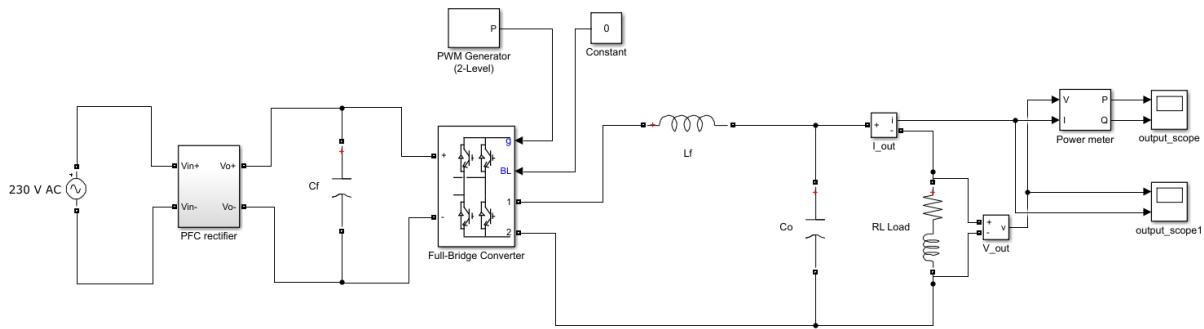 P
PWM Generator
(2-Level)
0
Constant
230 V AC
+
Vin+
Vo+
Vin-
Vo-
PFC rectifier
+
Cf
+
-
g
BL
1
2
Full-Bridge Converter
+
Lf
+
Co
+
-
i
I_out
+
RL Load
+
-
v
V_out
V
I
P
Q
Power meter
output_scope
output_scope1